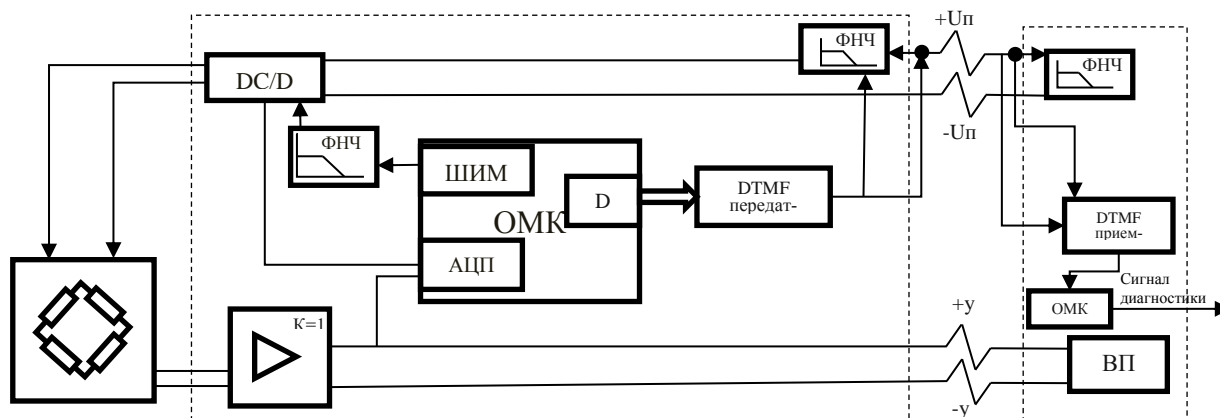 +Uп
ФНЧ
ФНЧ
DC/D
-Uп
ФНЧ
ШИМ
DTMF
передат-
D
ОМК
DTMF
прием-
АЦП
Сигнал
диагностики
ОМК
+у
K=1
ВП
-у